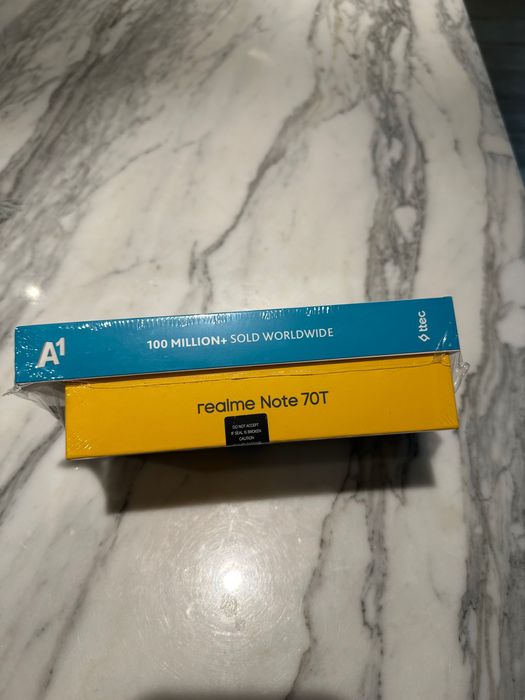 A1
100 MILLION+ SOLD WORLDWIDE
ttec
realme Note 70T
DO NOT ACCEPT
IF SEAL IS BROKEN
CAUTION